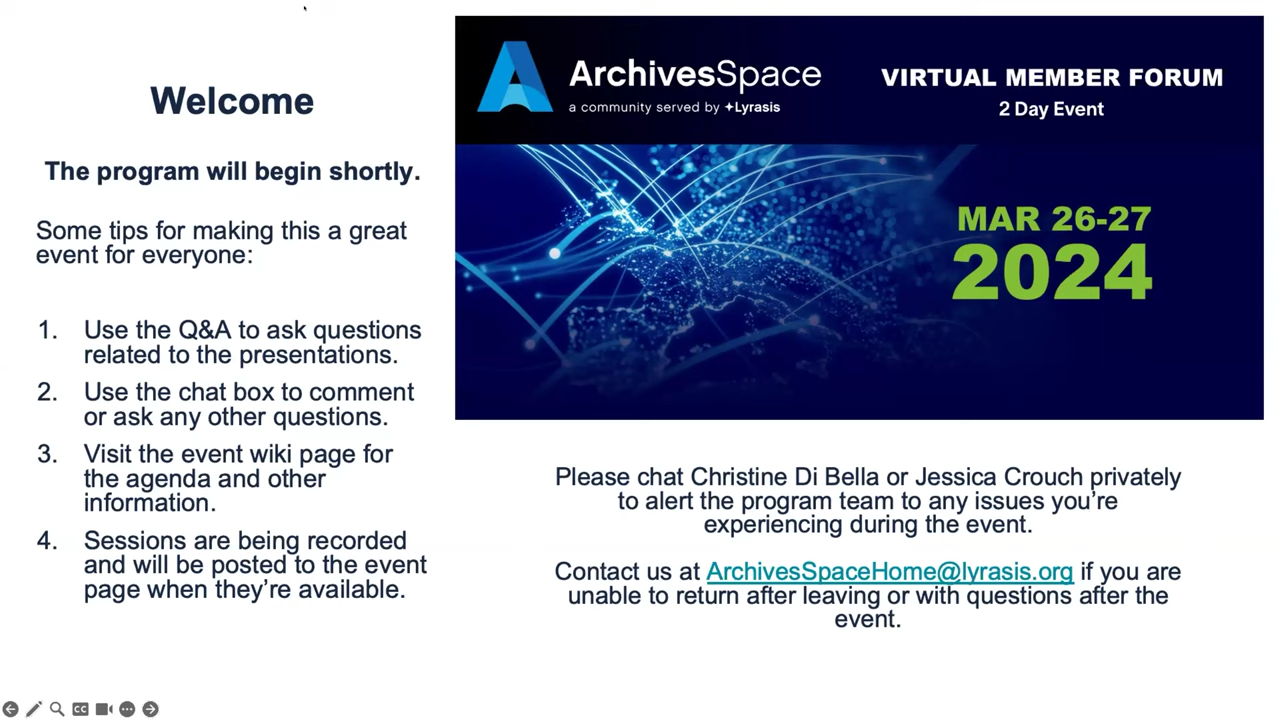 Welcome
The program will begin shortly.
Some tips for making this a great
event for everyone:
1. Use the Q&A to ask questions
related to the presentations.
2. Use the chat box to comment
or ask any other questions.
3. Visit the event wiki page for
the agenda and other
information.
4. Sessions are being recorded
and will be posted to the event
page when they’re available.
ArchivesSpace
a community served by Lyrasis
VIRTUAL MEMBER FORUM
2 Day Event
MAR 26-27
2024
Please chat Christine Di Bella or Jessica Crouch privately
to alert the program team to any issues you’re
experiencing during the event.
Contact us at ArchivesSpaceHome@lyrasis.org if you are
unable to return after leaving or with questions after the
event.
CC